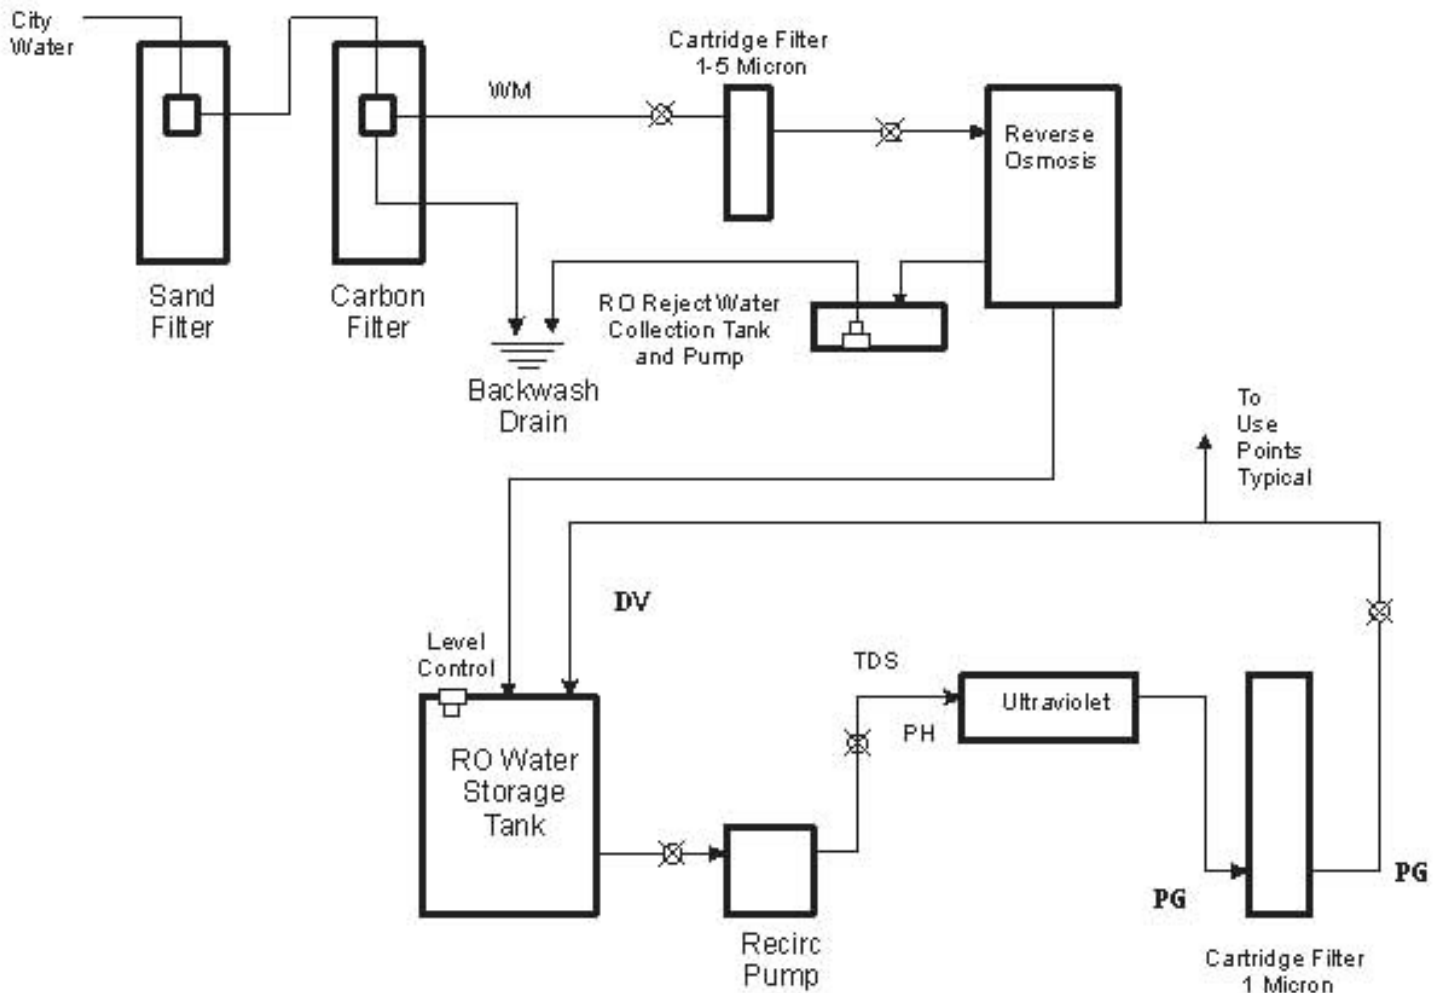 City
Water
Sand
Filter
Carbon
Filter
WM
Cartridge Filter
1-5 Micron
Reverse
Osmosis
RO Reject Water
Collection Tank
and Pump
Backwash
Drain
To
Use
Points
Typical
DV
Level
Control
RO Water
Storage
Tank
Recirc
Pump
TDS
PH
Ultraviolet
PG
PG
Cartridge Filter
1 Micron